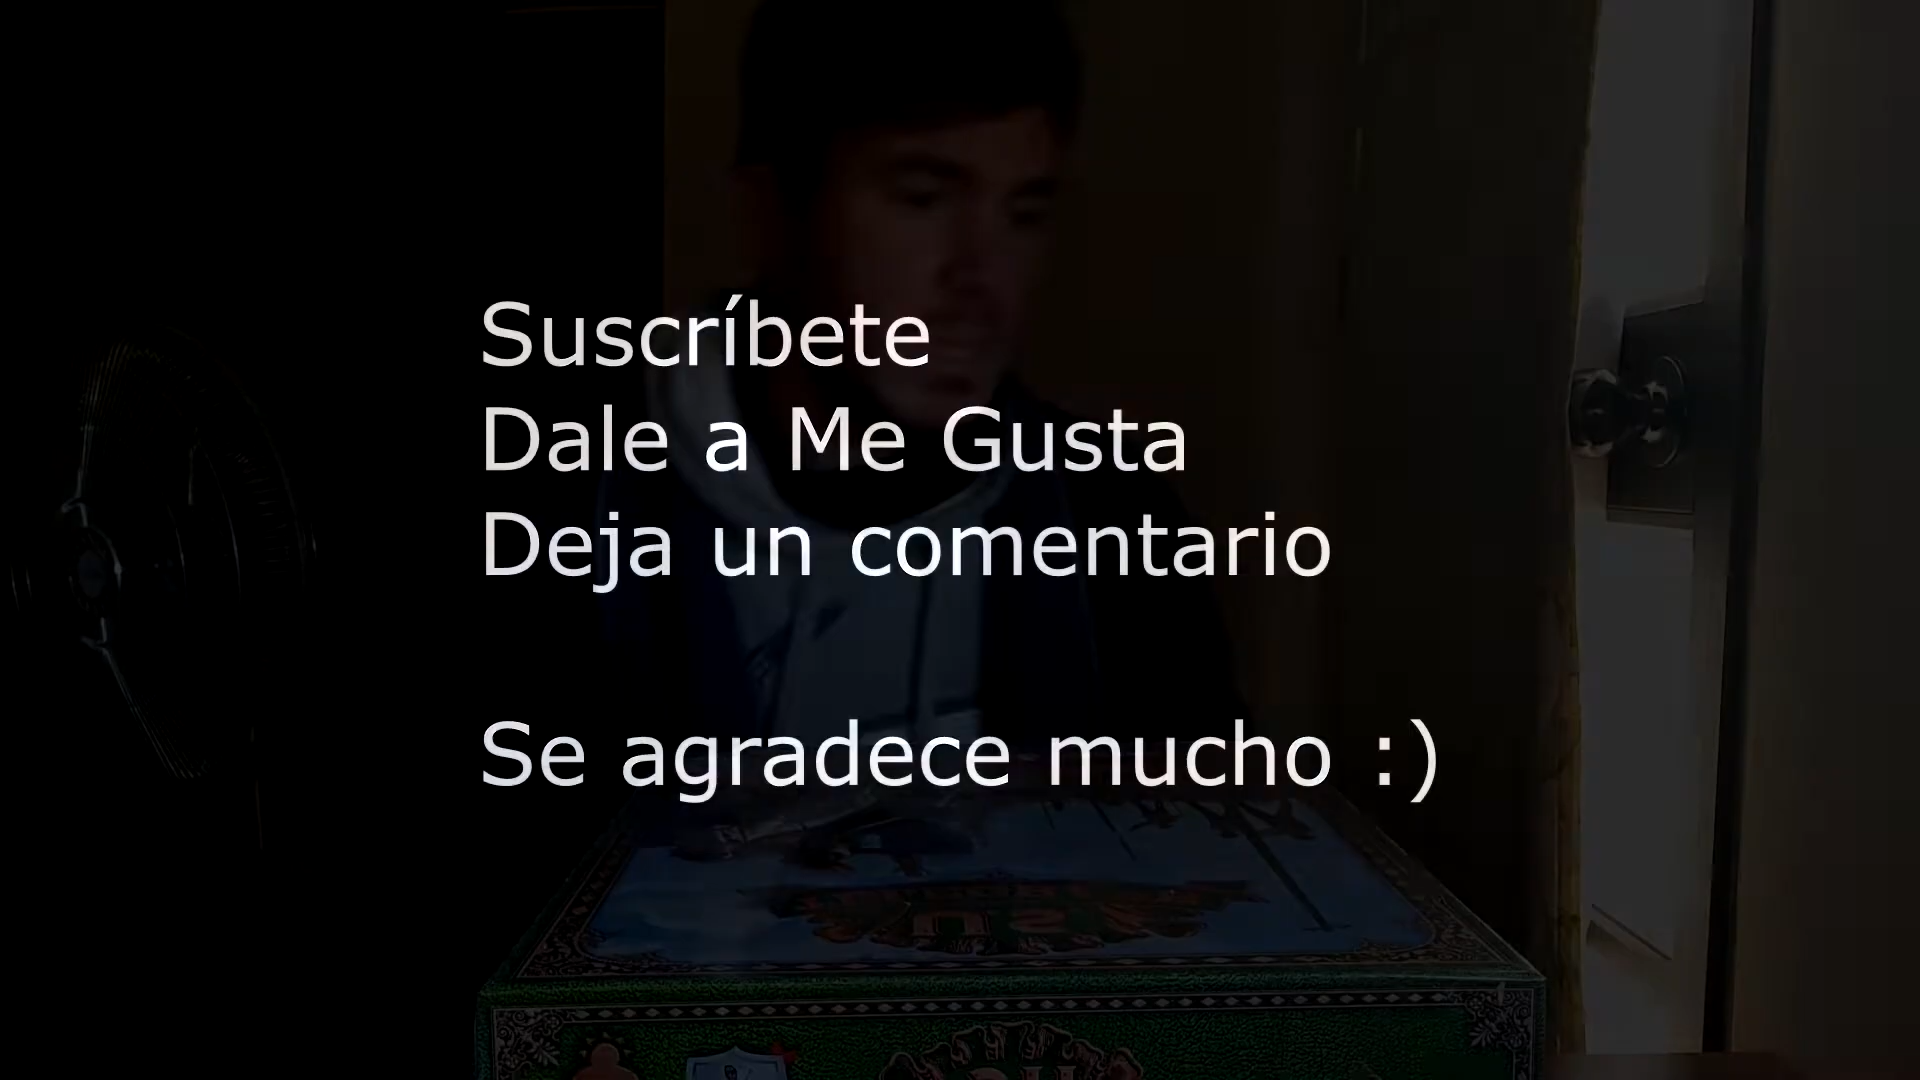 Suscríbete
Dale a Me Gusta
Deja un comentario
Se agradece mucho :)